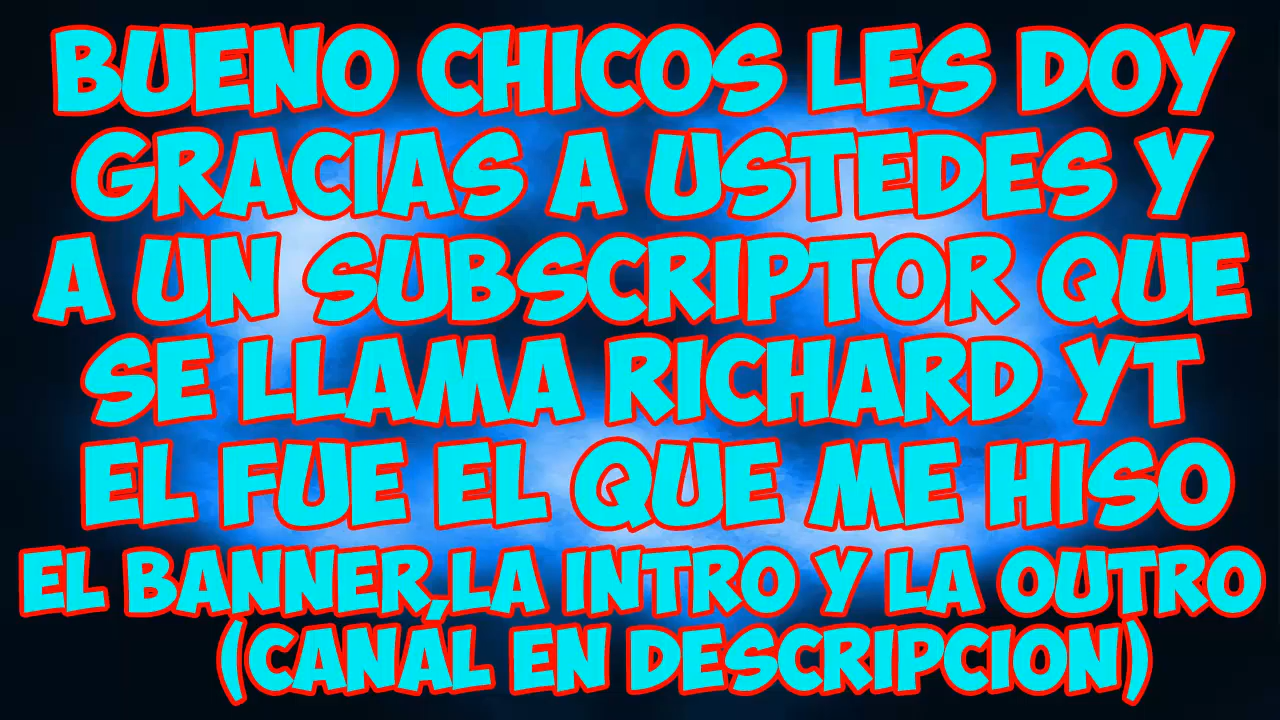 BUENO CHICOS LES DOY
GRACIAS A USTEDES Y
A UN SUBSCRIPTOR QUE
SE LLAMA RICHARD YT
EL FUE EL QUE ME HISO
EL BANNER,LA INTRO Y LA OUTRO
(CANAL EN DESCRIPCION)